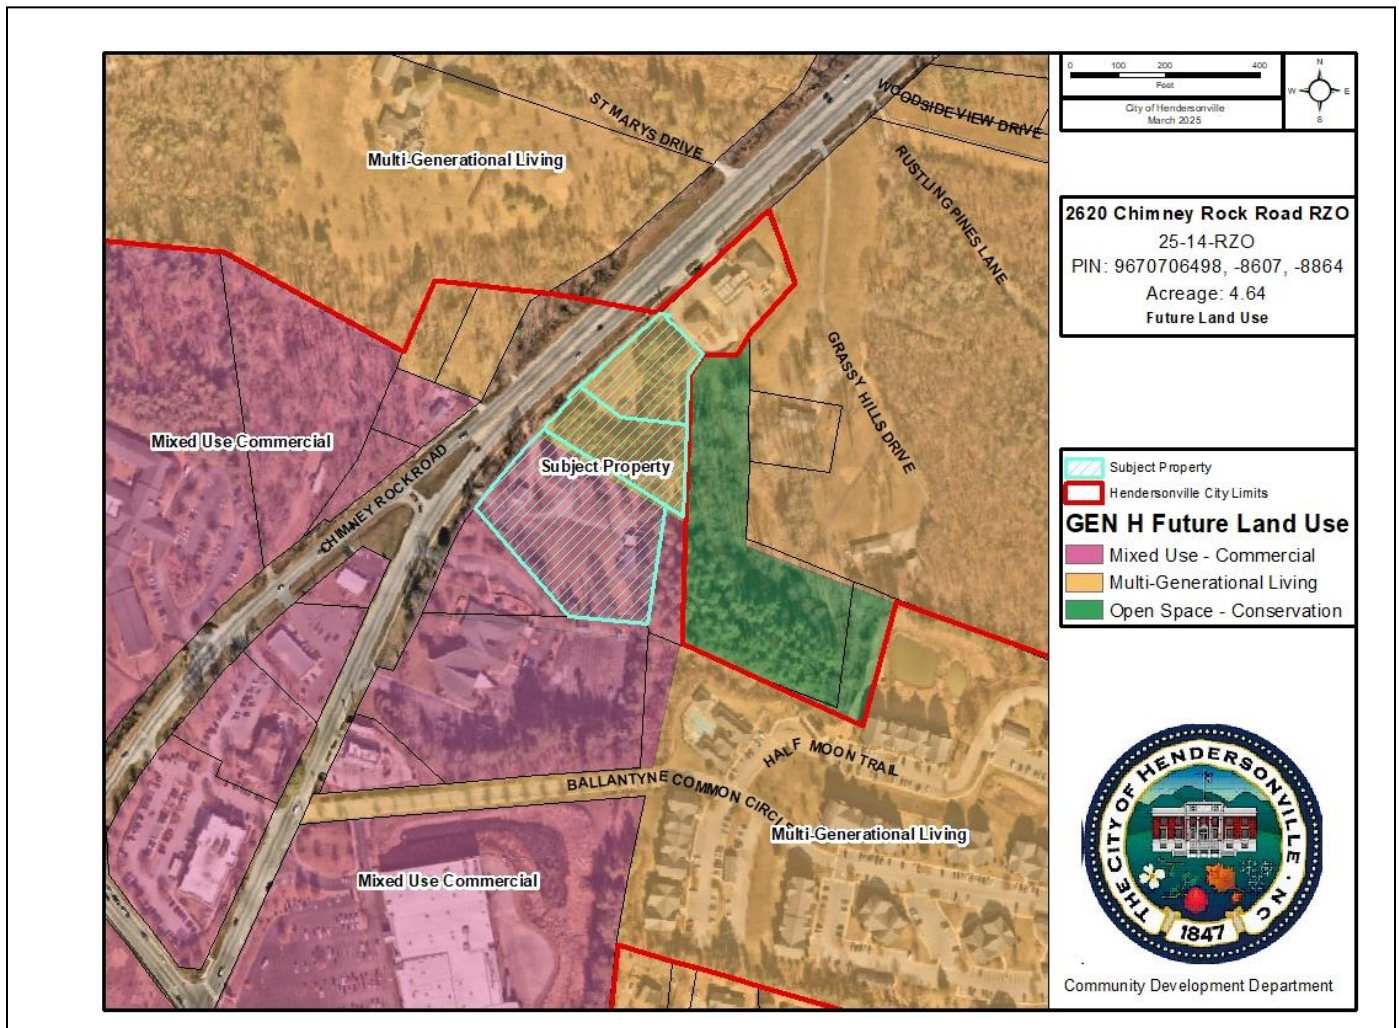 ST MARYS DRIVE
WOODSIDE VIEW DRIVE
Multi-Generational Living
RUSTLING PINES LANE
GRASSY HILLS DRIVE
Mixed Use Commercial
CHIMNEY ROCK ROAD
Subject Property
HALF MOON TRAIL
BALLANTYNE COMMON CIRCLE
Multi-Generational Living
Mixed Use Commercial
0 100 200 400
Feet
City of Hendersonville
March 2025
N
W E
S
2620 Chimney Rock Road RZO
25-14-RZO
PIN: 9670706498, -8607, -8864
Acreage: 4.64
Future Land Use
Subject Property
Hendersonville City Limits
GEN H Future Land Use
Mixed Use - Commercial
Multi-Generational Living
Open Space - Conservation
THE CITY OF HENDERSONVILLE · NC
1847
Community Development Department